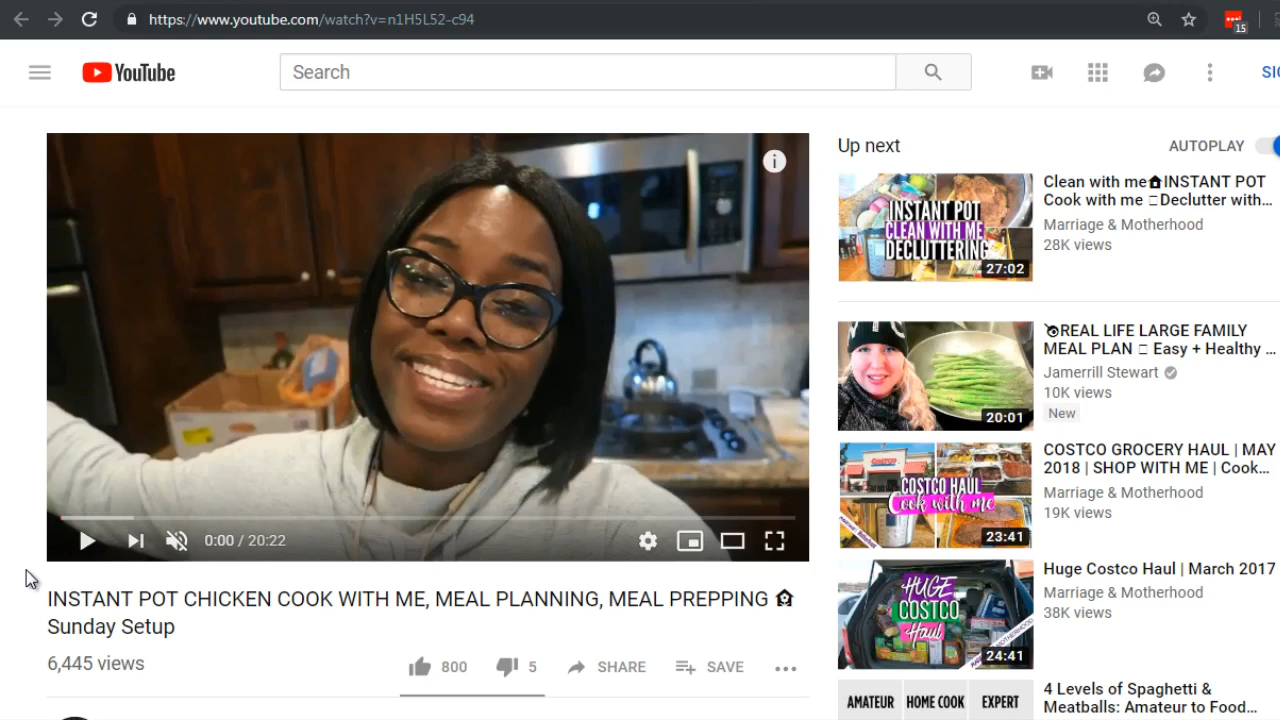 https://www.youtube.com/watch?v=n1H5L52-c94
15
YouTube
Search
SIG
INSTANT POT CHICKEN COOK WITH ME, MEAL PLANNING, MEAL PREPPING
Sunday Setup
0:00 / 20:22
6,445 views
800
5
SHARE
SAVE
Up next
AUTOPLAY
INSTANT POT
CLEAN WITH ME
DECLUTTERING
27:02
Clean with me INSTANT POT
Cook with me Declutter with...
Marriage & Motherhood
28K views
20:01
REAL LIFE LARGE FAMILY
MEAL PLAN Easy + Healthy ...
Jamerrill Stewart
10K views
New
COSTCO HAUL
Cook with me
23:41
COSTCO GROCERY HAUL | MAY
2018 | SHOP WITH ME | Cook...
Marriage & Motherhood
19K views
HUGE
COSTCO
Haul
24:41
Huge Costco Haul | March 2017
Marriage & Motherhood
38K views
AMATEUR
HOME COOK
EXPERT
4 Levels of Spaghetti &
Meatballs: Amateur to Food...